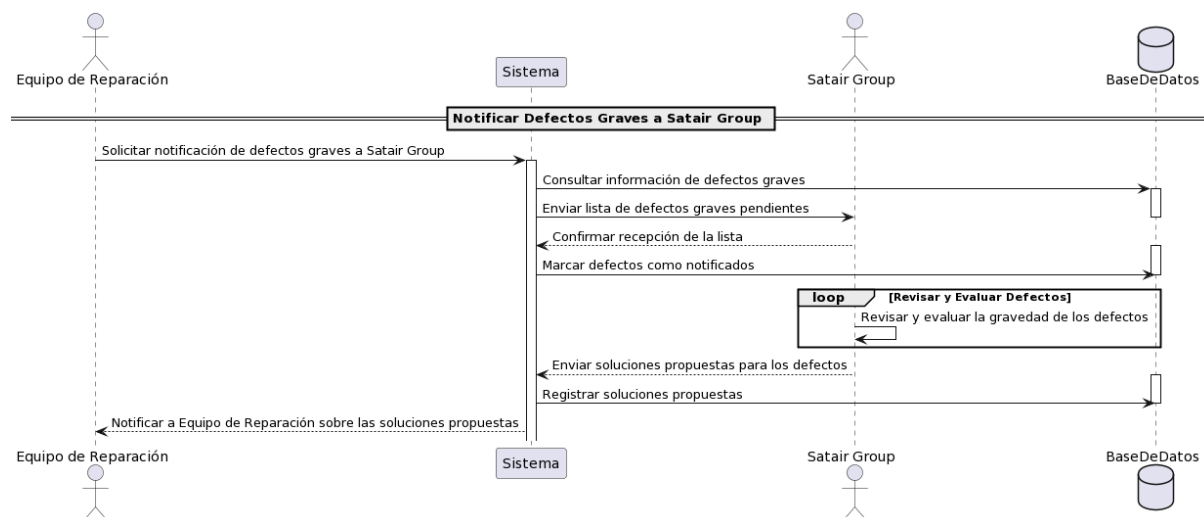 Equipo de Reparación
Sistema
Satair Group
BaseDeDatos
Notificar Defectos Graves a Satair Group
Solicitar notificación de defectos graves a Satair Group
Consultar información de defectos graves
Enviar lista de defectos graves pendientes
Confirmar recepción de la lista
Marcar defectos como notificados
loop [Revisar y Evaluar Defectos]
Revisar y evaluar la gravedad de los defectos
Enviar soluciones propuestas para los defectos
Registrar soluciones propuestas
Notificar a Equipo de Reparación sobre las soluciones propuestas
Equipo de Reparación
Sistema
Satair Group
BaseDeDatos